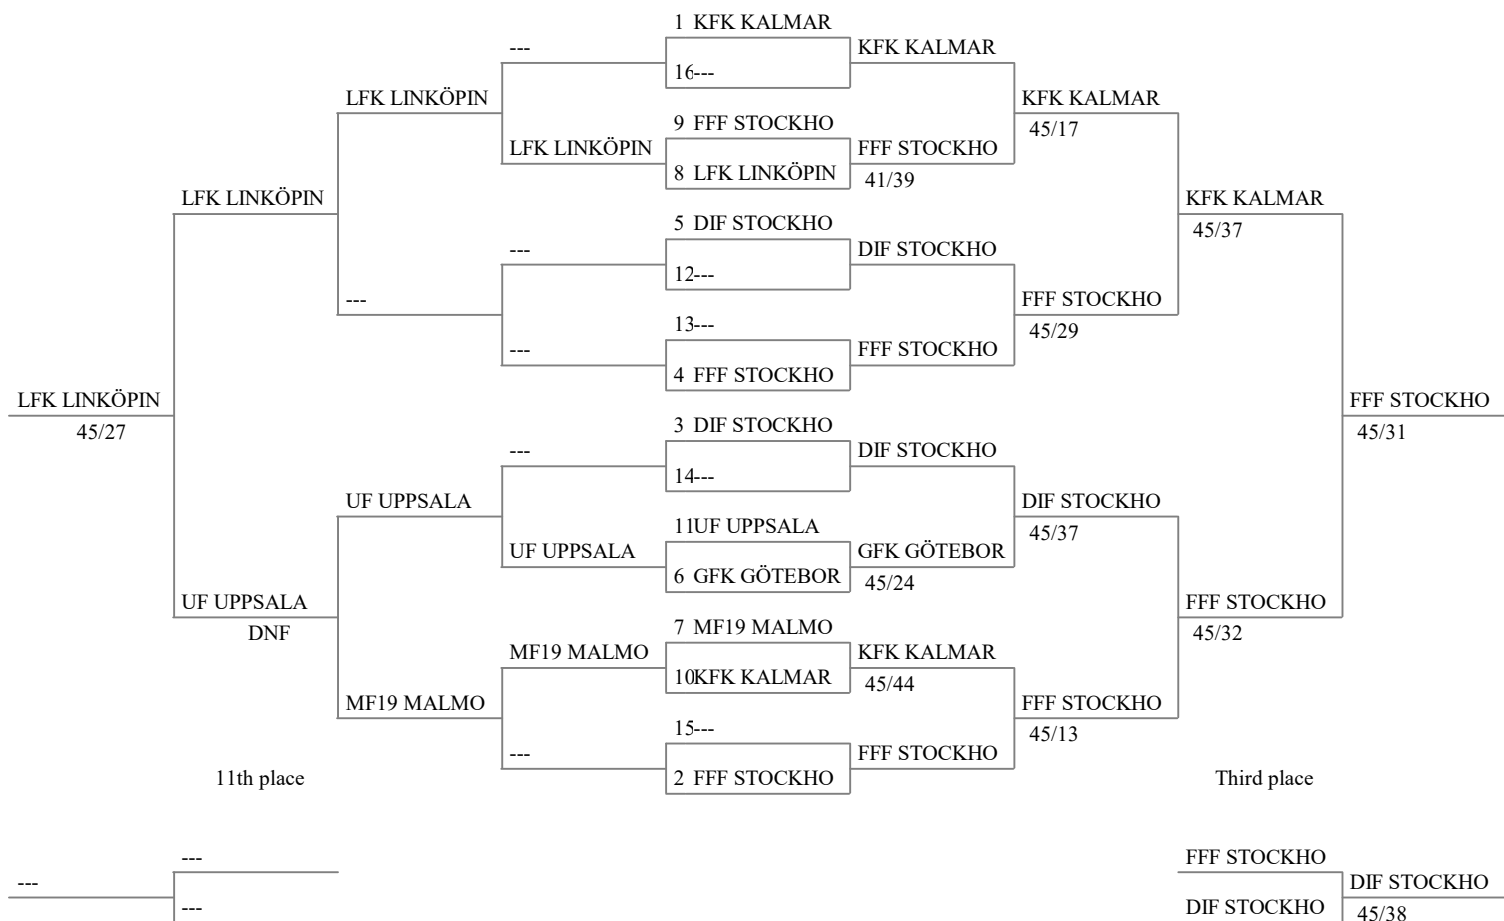 1 KFK KALMAR
---
KFK KALMAR
16---
LFK LINKÖPIN
KFK KALMAR
45/17
9 FFF STOCKHO
LFK LINKÖPIN
FFF STOCKHO
8 LFK LINKÖPIN
41/39
LFK LINKÖPIN
KFK KALMAR
45/37
5 DIF STOCKHO
---
DIF STOCKHO
12---
---
FFF STOCKHO
45/29
13---
---
FFF STOCKHO
4 FFF STOCKHO
LFK LINKÖPIN
45/27
FFF STOCKHO
45/31
3 DIF STOCKHO
---
DIF STOCKHO
14---
UF UPPSALA
DIF STOCKHO
45/37
11UF UPPSALA
UF UPPSALA
GFK GÖTEBOR
6 GFK GÖTEBOR
45/24
UF UPPSALA
DNF
FFF STOCKHO
45/32
7 MF19 MALMO
MF19 MALMO
KFK KALMAR
10KFK KALMAR
45/44
MF19 MALMO
FFF STOCKHO
45/13
15---
---
FFF STOCKHO
2 FFF STOCKHO
11th place
Third place
---
FFF STOCKHO
---
DIF STOCKHO
---
DIF STOCKHO
45/38